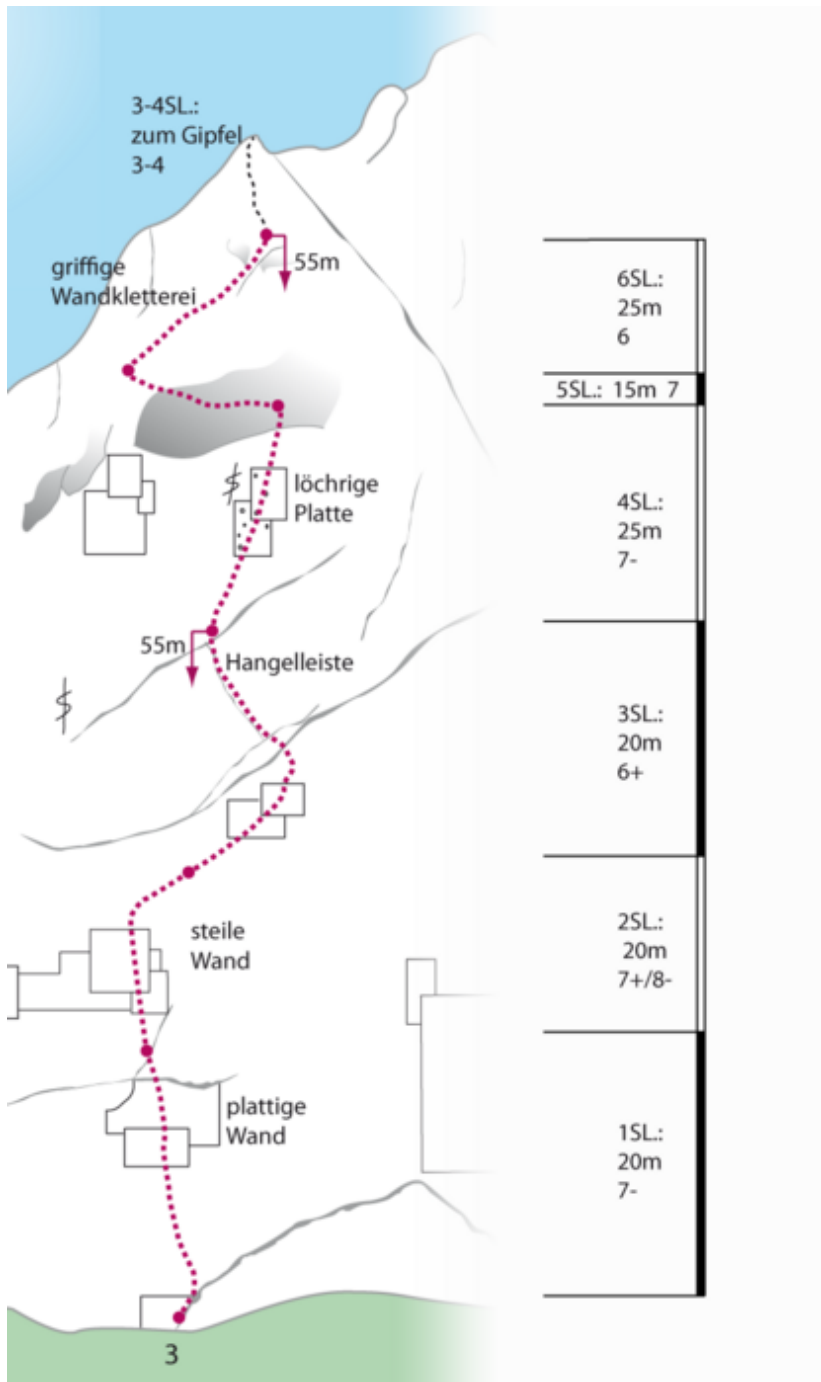 3-4SL.:
zum Gipfel
3-4
55m
griffige
Wandkletterei
6SL.:
25m
6
5SL.: 15m 7
löchrige
Platte
4SL.:
25m
7-
55m
Hangelleiste
3SL.:
20m
6+
steile
Wand
2SL.:
20m
7+/8-
plattige
Wand
1SL.:
20m
7-
3